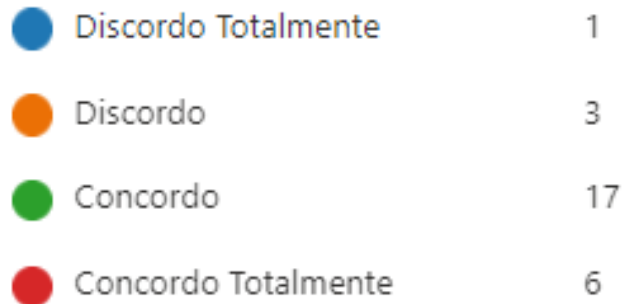 Discordo Totalmente 1
Discordo 3
Concordo 17
Concordo Totalmente 6